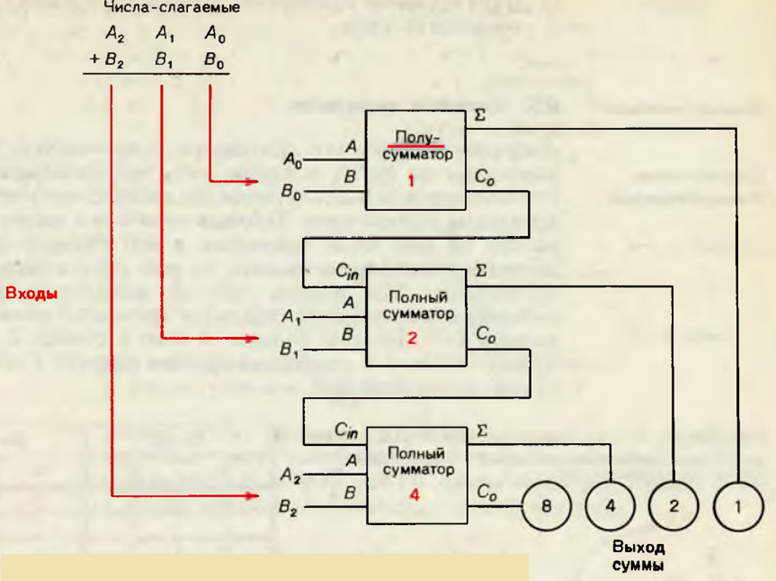 Числа-слагаемые
A₂ A₁ A₀
+ B₂ B₁ B₀
Σ
Полу-
сумматор
1
A
A₀
B
B₀
Cₒ
Cᵢₙ
Σ
Полный
сумматор
2
A
A₁
B
B₁
Cₒ
Входы
Cᵢₙ
Σ
Полный
сумматор
4
A
A₂
B
B₂
Cₒ
8 4 2 1
Выход
суммы